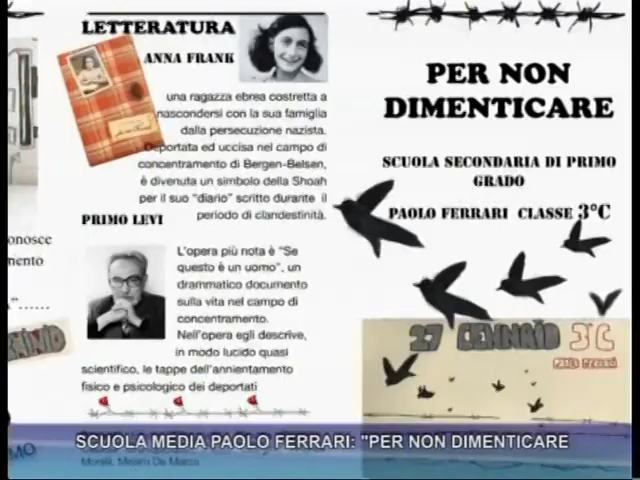 LETTERATURA
ANNA FRANK
una ragazza ebrea costretta a
nascondersi con la sua famiglia
dalla persecuzione nazista.
Deportata ed uccisa nel campo di
concentramento di Bergen-Belsen,
è divenuta un simbolo della Shoah
per il suo "diario" scritto durante il
periodo di clandestinità.
PRIMO LEVI
L'opera più nota è "Se
questo è un uomo", un
drammatico documento
sulla vita nel campo di
concentramento.
Nell'opera egli descrive,
in modo lucido quasi
scientifico, le tappe dell'annientamento
fisico e psicologico dei deportati
onosce
mento
"......
PER NON
DIMENTICARE
SCUOLA SECONDARIA DI PRIMO
GRADO
PAOLO FERRARI CLASSE 3°C
27 GENNAIO 3°C
SCUOLA MEDIA PAOLO FERRARI: "PER NON DIMENTICARE